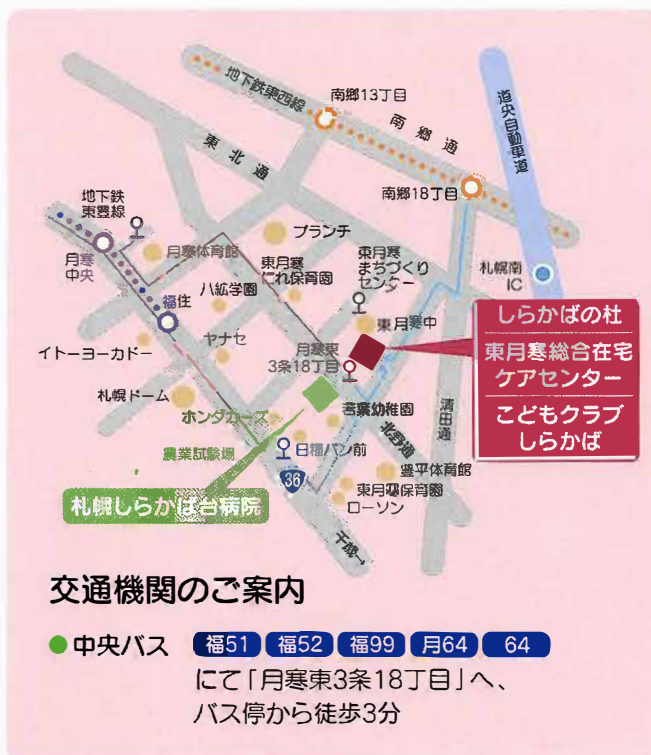 地下鉄東西線
南郷13丁目
南郷通
道央自動車道
東北通
南郷18丁目
地下鉄
東豊線
ブランチ
月寒体育館
東月寒
まちづくり
センター
札幌南
IC
月寒
中央
東月寒
にれ保育園
八紘学園
福住
東月寒中
しらかばの杜
東月寒総合在宅
ケアセンター
こどもクラブ
しらかば
イトーヨーカドー
ヤナセ
月寒東
3条18丁目
札幌ドーム
ホンダカーズ
若葉幼稚園
清田通
北野通
農業試験場
日糧パン前
豊平体育館
36
東月寒保育園
ローソン
札幌しらかば台病院
千歳→
交通機関のご案内
●中央バス 福51 福52 福99 月64 64
にて「月寒東3条18丁目」へ、
バス停から徒歩3分